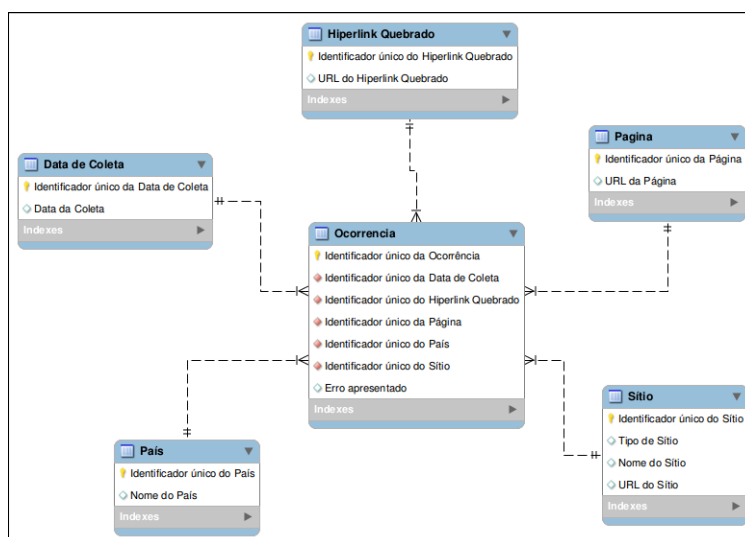 Hiperlink Quebrado
Identificador único do Hiperlink Quebrado
URL do Hiperlink Quebrado
Indexes
Data de Coleta
Identificador único da Data de Coleta
Data da Coleta
Indexes
Pagina
Identificador único da Página
URL da Página
Indexes
Ocorrencia
Identificador único da Ocorrência
Identificador único da Data de Coleta
Identificador único do Hiperlink Quebrado
Identificador único da Página
Identificador único do País
Identificador único do Sítio
Erro apresentado
Indexes
País
Identificador único do País
Nome do País
Indexes
Sítio
Identificador único do Sítio
Tipo de Sítio
Nome do Sítio
URL do Sítio
Indexes